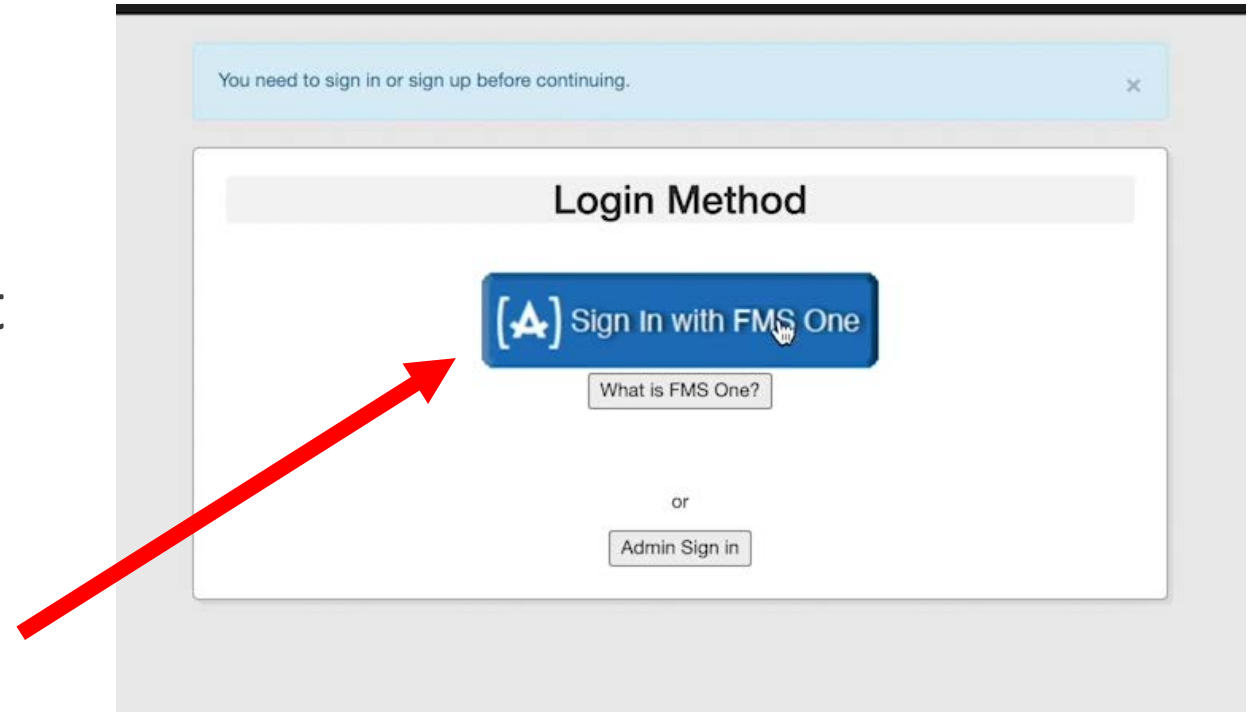 You need to sign in or sign up before continuing. ×
Login Method
t
[A] Sign In with FMS One
What is FMS One?
or
Admin Sign in